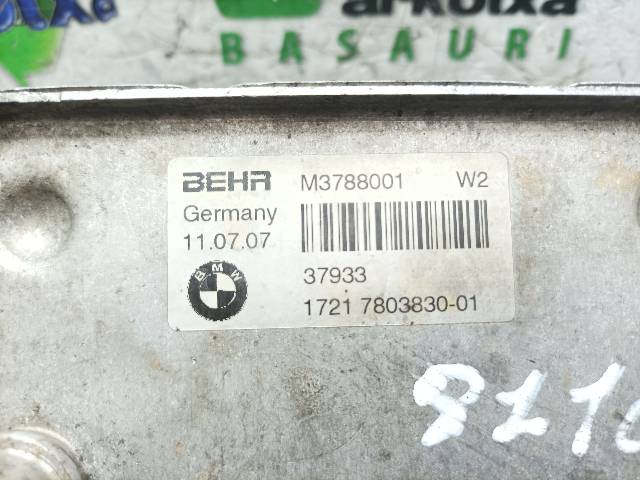 BASAURI
BEHR M3788001 W2
Germany
11.07.07
BMW
37933
1721 7803830-01